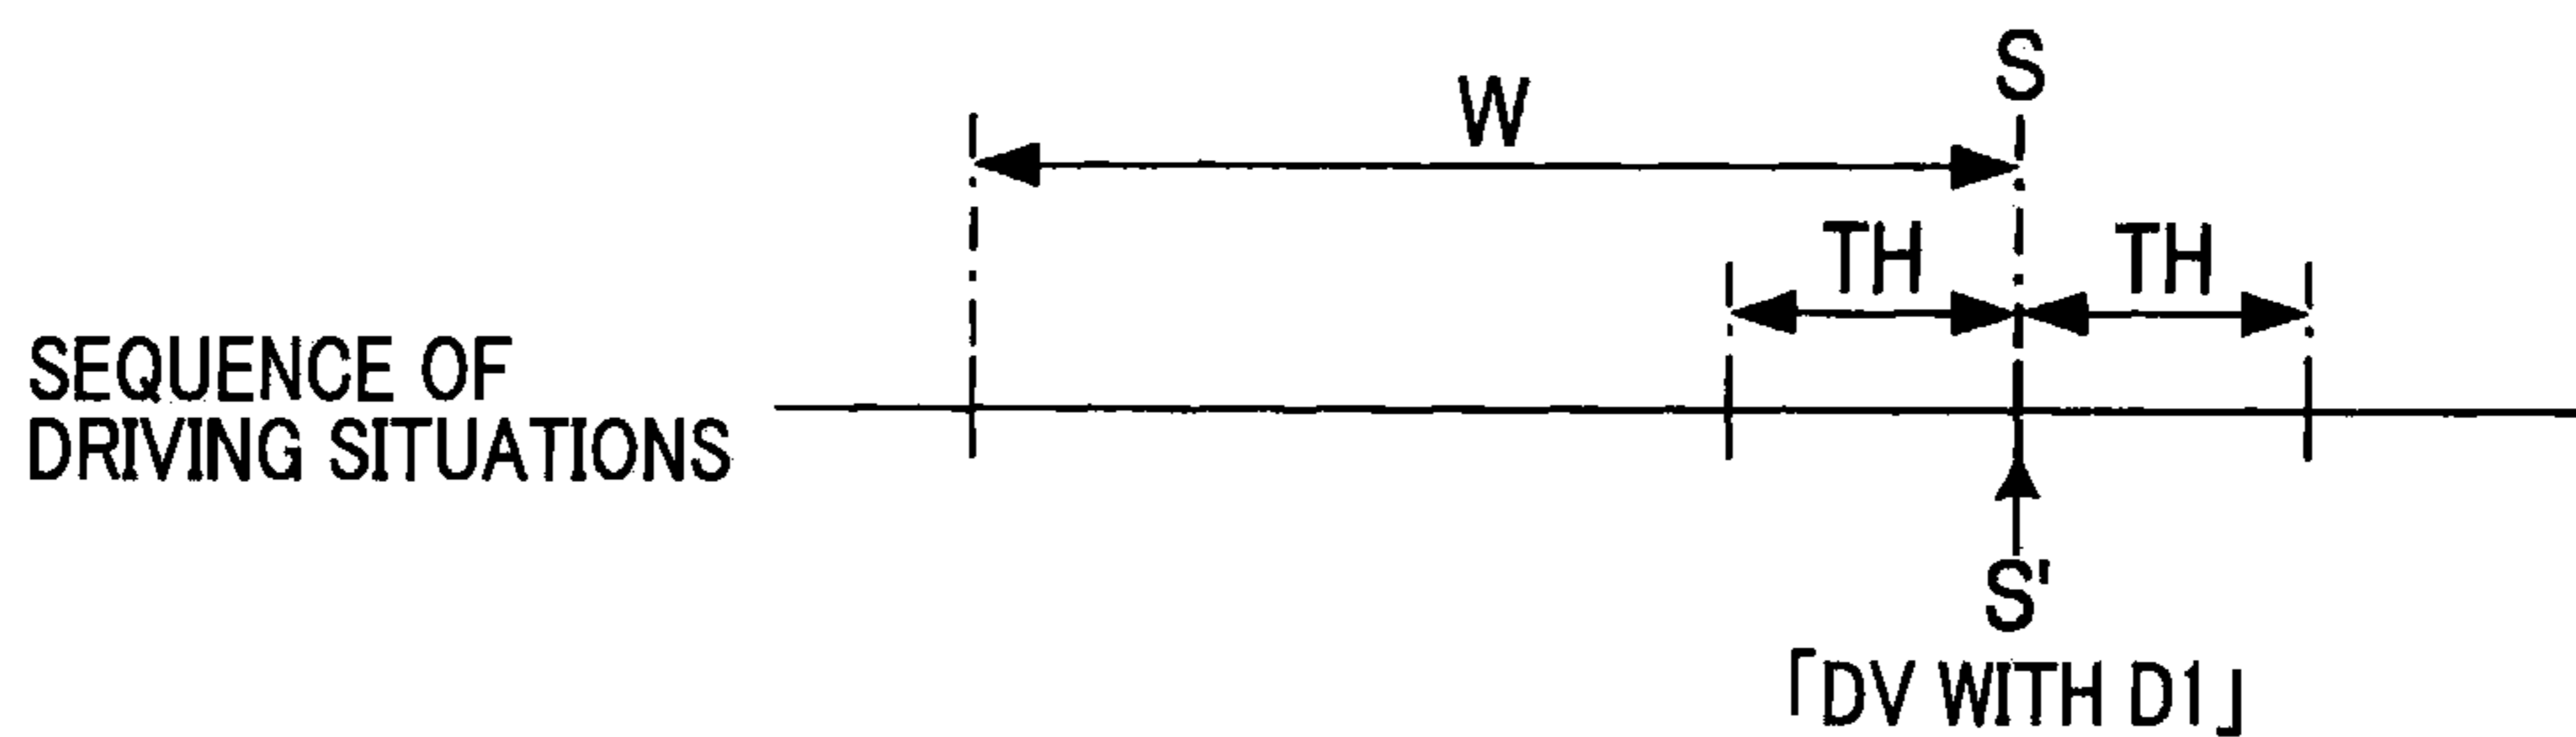 S
W
TH TH
SEQUENCE OF
DRIVING SITUATIONS
S'
「DV WITH D1」